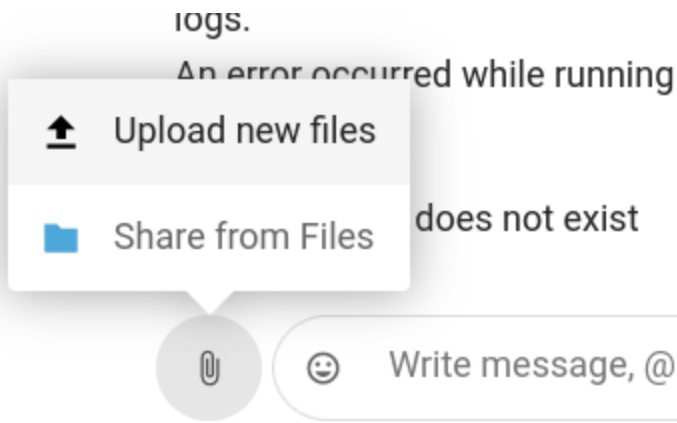 logs.
An error occurred while running
Upload new files
does not exist
Share from Files
Write message, @